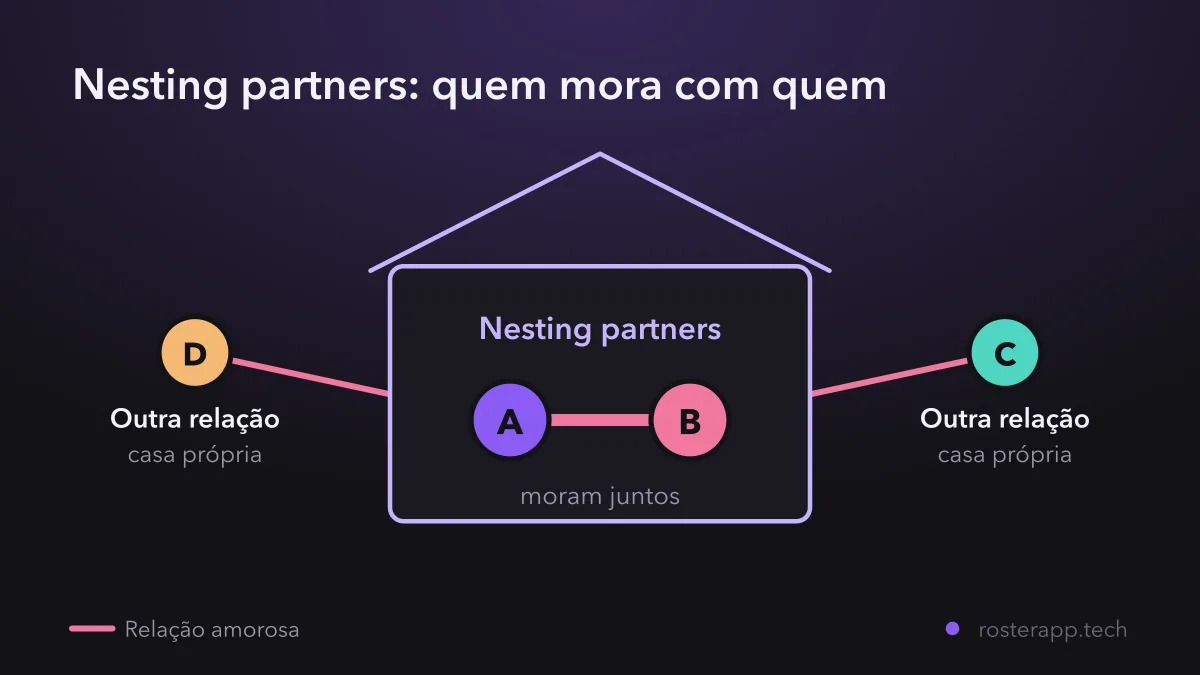 Nesting partners: quem mora com quem
Nesting partners
D
C
A
B
Outra relação
casa própria
Outra relação
casa própria
moram juntos
Relação amorosa
rosterapp.tech